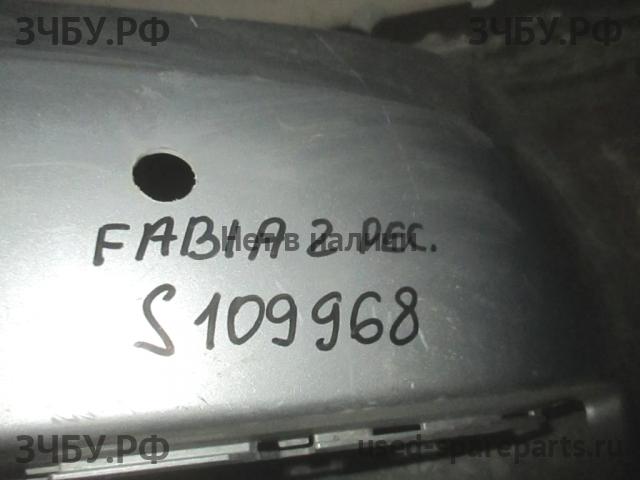 ЗЧБУ.РФ ЗЧБУ.РФ
FABIA 2 рес.
Нет в наличии
S109968
ЗЧБУ.РФ used-spareparts.ru